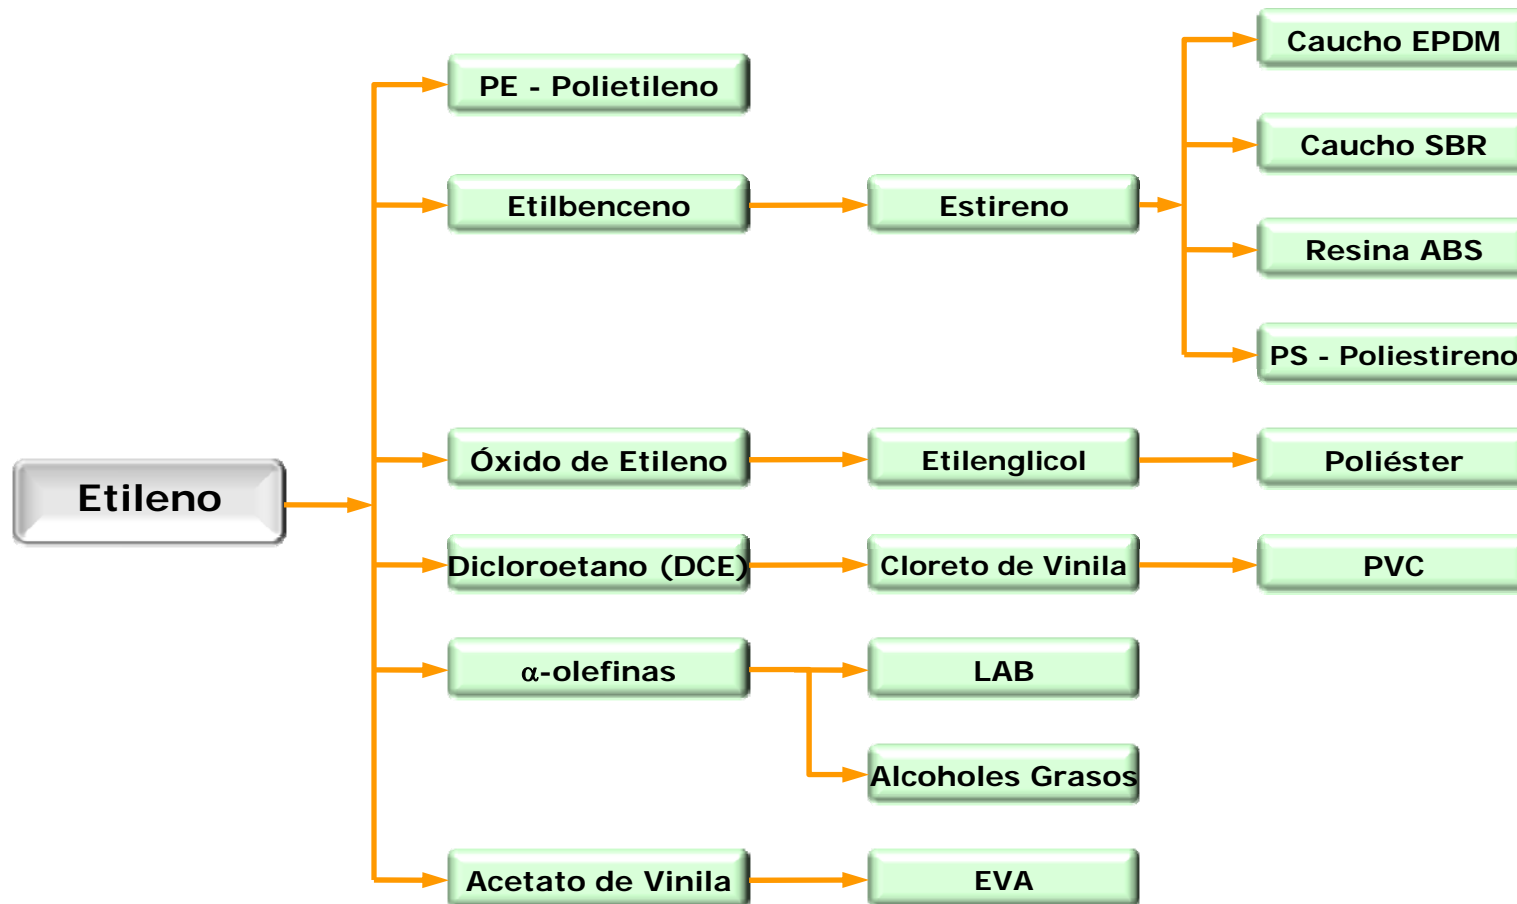 Caucho EPDM
PE - Polietileno
Caucho SBR
Etilbenceno
Estireno
Resina ABS
PS - Poliestireno
Óxido de Etileno
Etilenglicol
Poliéster
Etileno
Dicloroetano (DCE)
Cloreto de Vinila
PVC
α-olefinas
LAB
Alcoholes Grasos
Acetato de Vinila
EVA